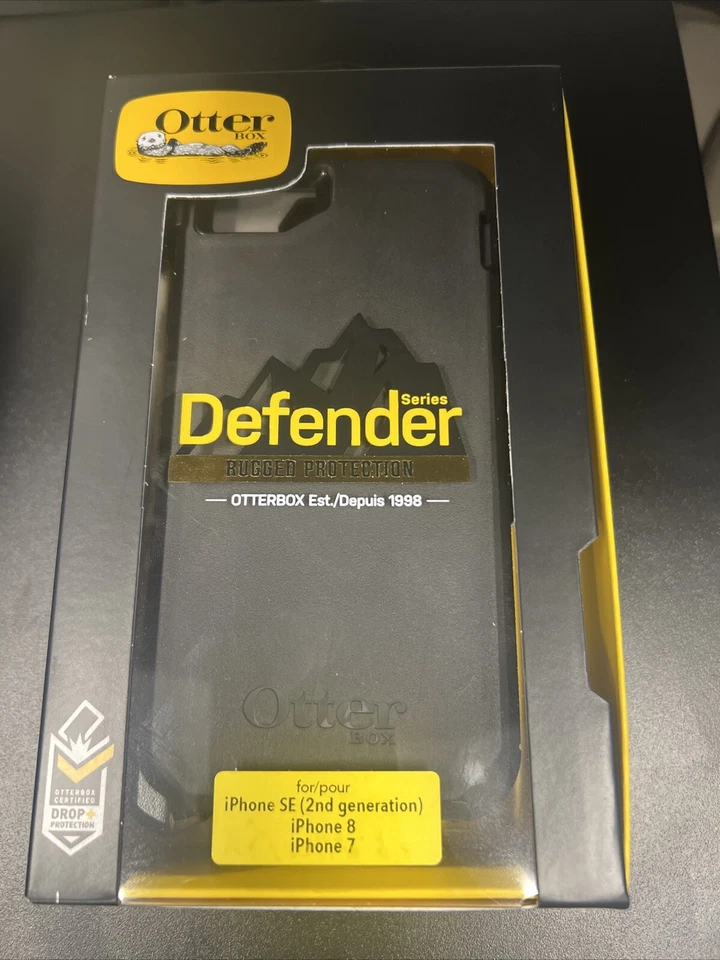 Otter
BOX
Series
Defender
RUGGED PROTECTION
OTTERBOX Est./Depuis 1998
Otter
BOX
for/pour
iPhone SE (2nd generation)
iPhone 8
iPhone 7
OTTERBOX
CERTIFIED
DROP+
PROTECTION